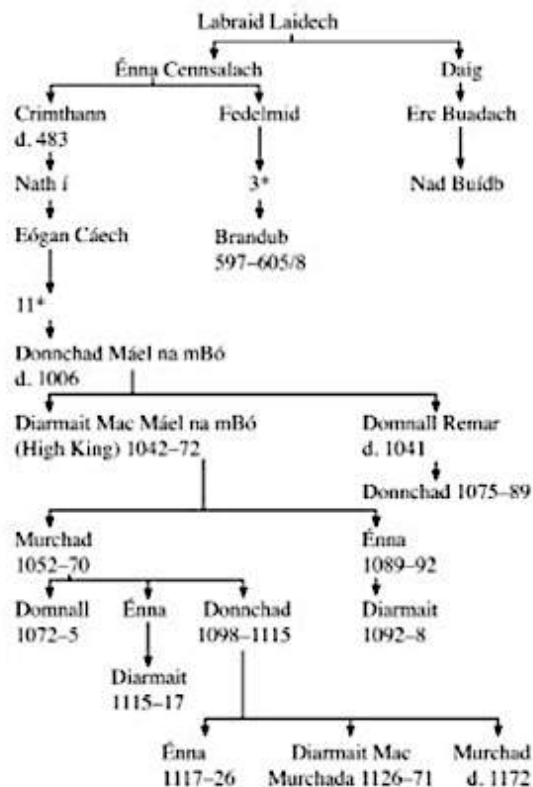 Labraid Laidech
Énna Cennsalach Daig
Crimthann Fedelmid Erc Buadach
d. 483
Nath í 3* Nad Buídb
Eógan Cáech Brandub
597–605/8
11*
Donnchad Máel na mBó
d. 1006
Diarmait Mac Máel na mBó Domnall Remar
(High King) 1042–72 d. 1041
Donnchad 1075–89
Murchad Énna
1052–70 1089–92
Domnall Énna Donnchad Diarmait
1072–5 1098–1115 1092–8
Diarmait
1115–17
Énna Diarmait Mac Murchad
1117–26 Murchada 1126–71 d. 1172